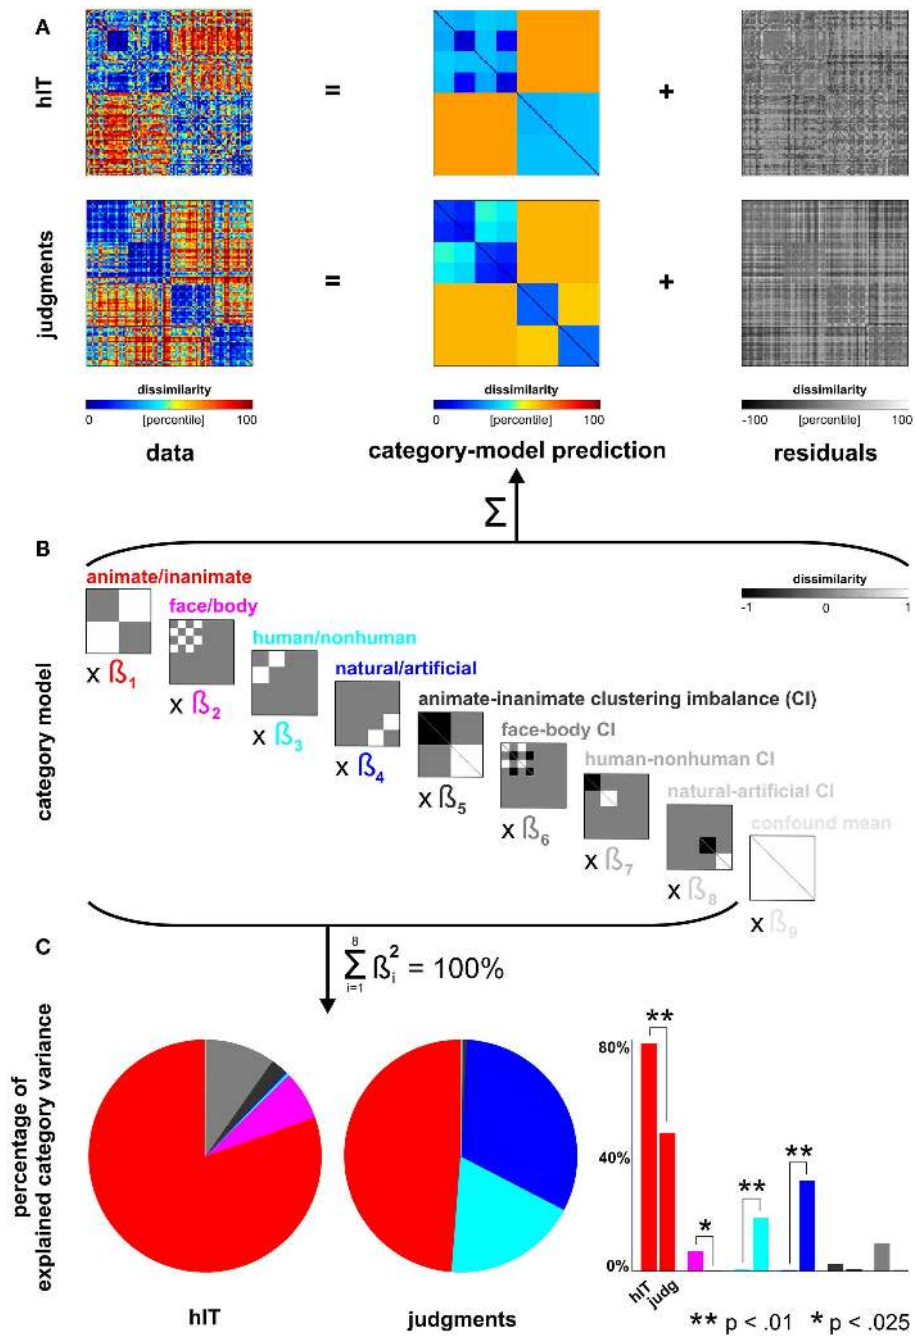 A
hIT
=
+
judgments
=
+
dissimilarity
dissimilarity
dissimilarity
0 [percentile] 100
0 [percentile] 100
-100 [percentile] 100
data
category-model prediction
residuals
Σ
B
category model
animate/inanimate
dissimilarity
-1 0 1
face/body
human/nonhuman
natural/artificial
animate-inanimate clustering imbalance (CI)
face-body CI
human-nonhuman CI
natural-artificial CI
confound mean
x ß1
x ß2
x ß3
x ß4
x ß5
x ß6
x ß7
x ß8
x ß9
C
8
Σ ß i 2 = 100%
i=1
percentage of
explained category variance
hIT
judgments
80%
40%
0%
**
*
**
**
hIT
judg
** p < .01 * p < .025